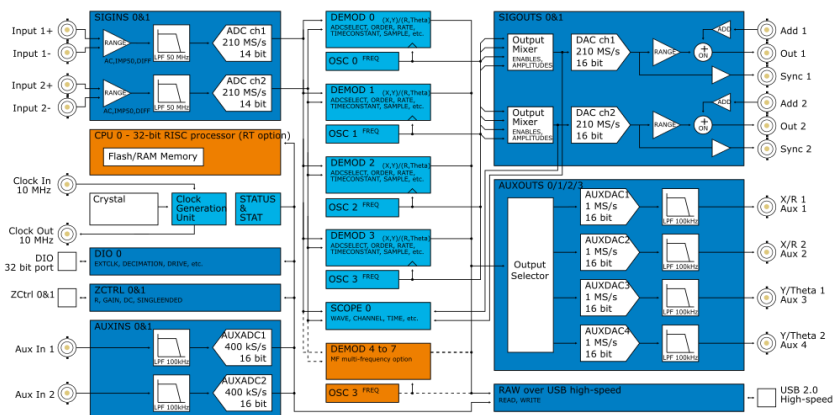 SIGINS 0&1
Input 1+
Input 1-
RANGE
AC,IMP50,DIFF
LPF 50 MHz
ADC ch1
210 MS/s
14 bit
Input 2+
Input 2-
RANGE
AC,IMP50,DIFF
LPF 50 MHz
ADC ch2
210 MS/s
14 bit
CPU 0 - 32-bit RISC processor (RT option)
Flash/RAM Memory
Clock In
10 MHz
Crystal
Clock
Generation
Unit
STATUS
&
STAT
Clock Out
10 MHz
DIO
32 bit port
DIO 0
EXTCLK, DECIMATION, DRIVE, etc.
ZCtrl 0&1
ZCTRL 0&1
R, GAIN, DC, SINGLEENDED
AUXINS 0&1
Aux In 1
LPF 100kHz
AUXADC1
400 kS/s
16 bit
Aux In 2
LPF 100kHz
AUXADC2
400 kS/s
16 bit
DEMOD 0 (X,Y)/(R,Theta)
ADCSELECT, ORDER, RATE,
TIMECONSTANT, SAMPLE, etc.
OSC 0 FREQ
DEMOD 1 (X,Y)/(R,Theta)
ADCSELECT, ORDER, RATE,
TIMECONSTANT, SAMPLE, etc.
OSC 1 FREQ
DEMOD 2 (X,Y)/(R,Theta)
ADCSELECT, ORDER, RATE,
TIMECONSTANT, SAMPLE, etc.
OSC 2 FREQ
DEMOD 3 (X,Y)/(R,Theta)
ADCSELECT, ORDER, RATE,
TIMECONSTANT, SAMPLE, etc.
OSC 3 FREQ
SCOPE 0
WAVE, CHANNEL, TIME, etc.
DEMOD 4 to 7
MF multi-frequency option
OSC 3 FREQ
SIGOUTS 0&1
Output
Mixer
ENABLES,
AMPLITUDES
DAC ch1
210 MS/s
16 bit
RANGE
ADD
+
ON
Add 1
Out 1
Sync 1
Output
Mixer
ENABLES,
AMPLITUDES
DAC ch2
210 MS/s
16 bit
RANGE
ADD
+
ON
Add 2
Out 2
Sync 2
AUXOUTS 0/1/2/3
Output
Selector
AUXDAC1
1 MS/s
16 bit
LPF 100kHz
X/R 1
Aux 1
AUXDAC2
1 MS/s
16 bit
LPF 100kHz
X/R 2
Aux 2
AUXDAC3
1 MS/s
16 bit
LPF 100kHz
Y/Theta 1
Aux 3
AUXDAC4
1 MS/s
16 bit
LPF 100kHz
Y/Theta 2
Aux 4
RAW over USB high-speed
READ, WRITE
USB 2.0
High-speed